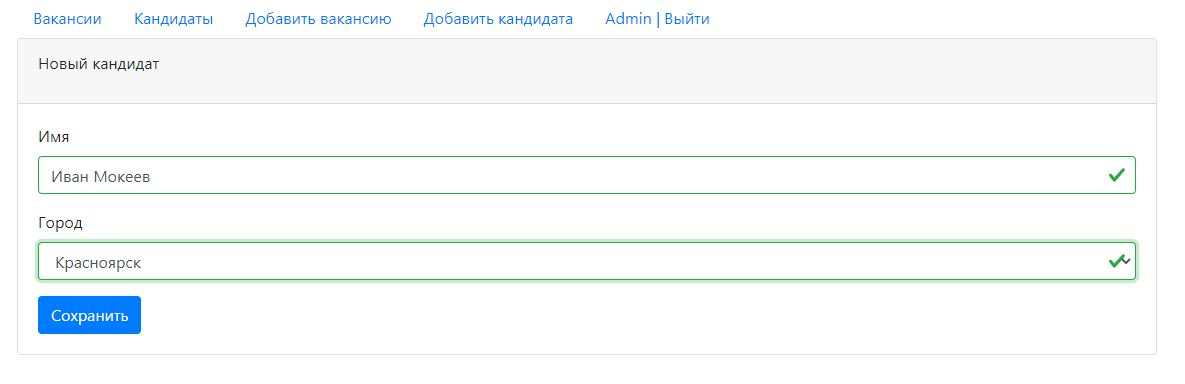 Вакансии Кандидаты Добавить вакансию Добавить кандидата Admin | Выйти
Новый кандидат
Имя
Иван Мокеев
Город
Красноярск
Сохранить